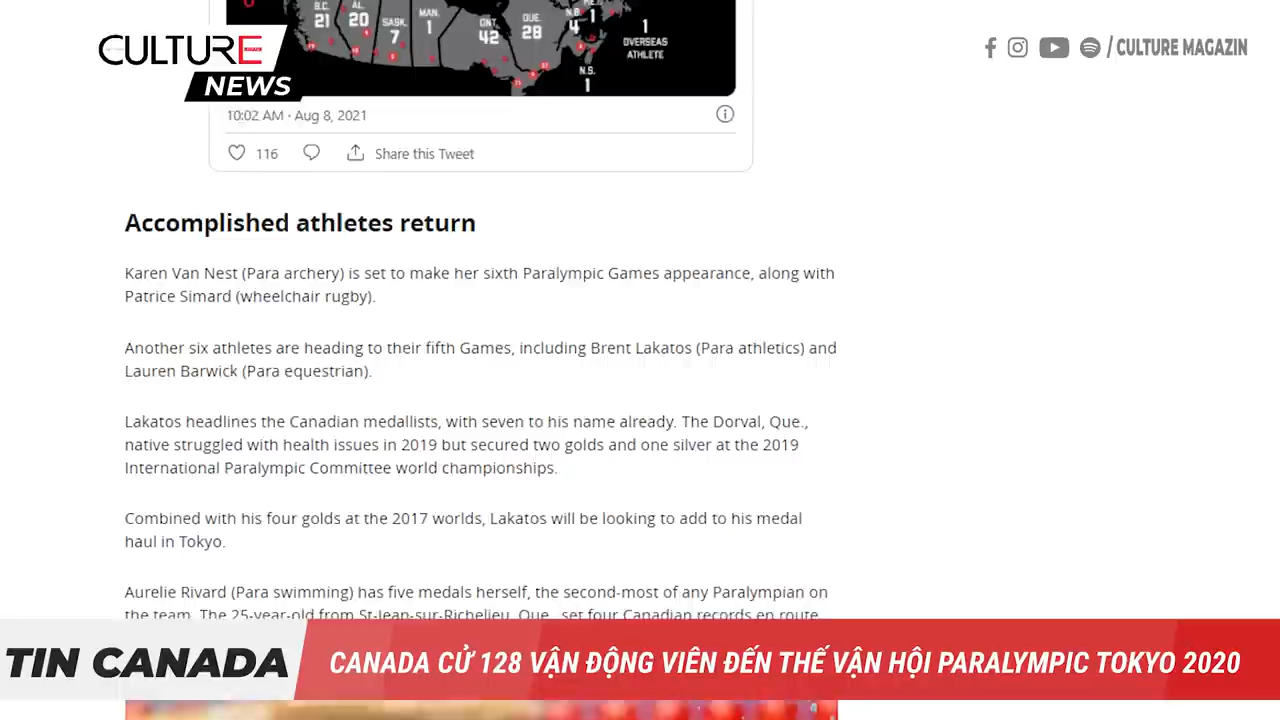 B.C. AL. MAN. QUE. N.B. P.E.I.
21 20 SASK. 1 ONT. 28 4 1 1
7 42 OVERSEAS
ATHLETE
N.S.
1
CULTURE
NEWS
/ CULTURE MAGAZIN
10:02 AM · Aug 8, 2021
116 Share this Tweet
Accomplished athletes return
Karen Van Nest (Para archery) is set to make her sixth Paralympic Games appearance, along with
Patrice Simard (wheelchair rugby).
Another six athletes are heading to their fifth Games, including Brent Lakatos (Para athletics) and
Lauren Barwick (Para equestrian).
Lakatos headlines the Canadian medallists, with seven to his name already. The Dorval, Que.,
native struggled with health issues in 2019 but secured two golds and one silver at the 2019
International Paralympic Committee world championships.
Combined with his four golds at the 2017 worlds, Lakatos will be looking to add to his medal
haul in Tokyo.
Aurelie Rivard (Para swimming) has five medals herself, the second-most of any Paralympian on
the team. The 25-year-old from St-Jean-sur-Richelieu, Que., set four Canadian records en route
TIN CANADA
CANADA CỬ 128 VẬN ĐỘNG VIÊN ĐẾN THẾ VẬN HỘI PARALYMPIC TOKYO 2020